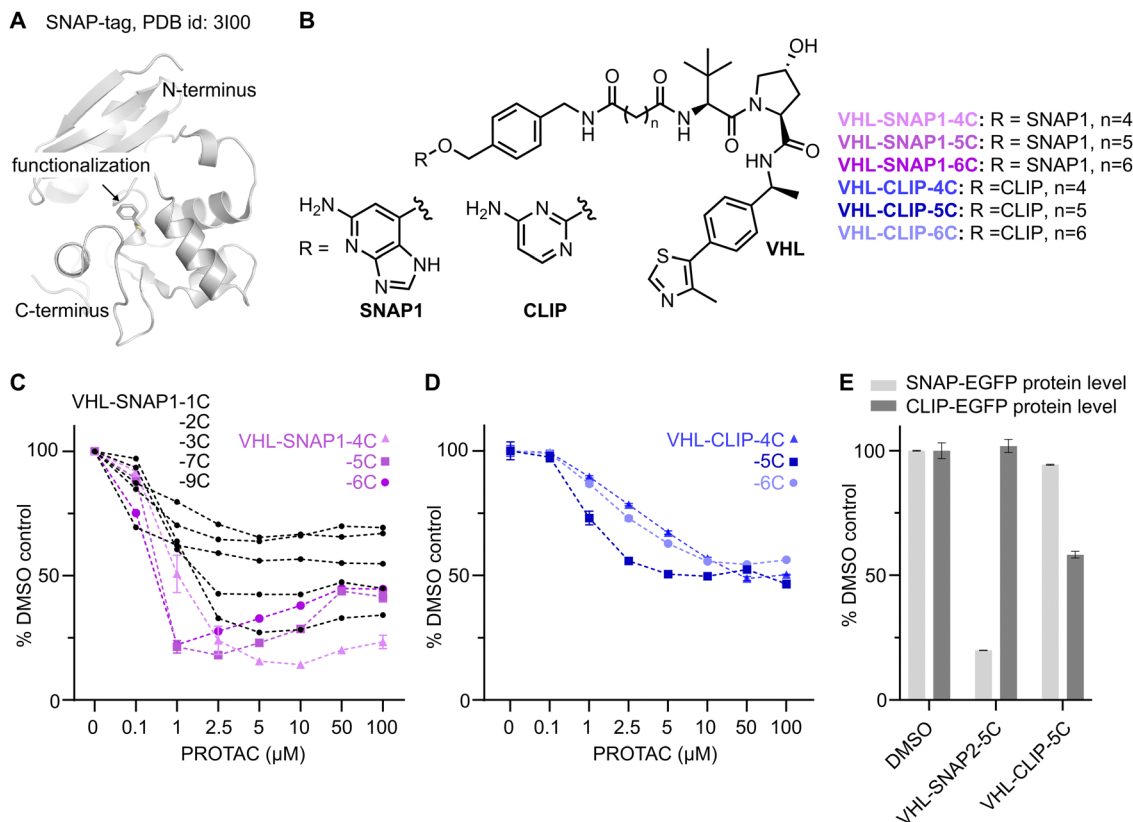 A SNAP-tag, PDB id: 3I00
N-terminus
functionalization
C-terminus
B
OH
O
O
O
N
N
H
n
N
H
O
O
HN
R
O
H₂N
R =
N
N
NH
SNAP1
H₂N
N
N
CLIP
S
N
VHL
VHL-SNAP1-4C: R = SNAP1, n=4
VHL-SNAP1-5C: R = SNAP1, n=5
VHL-SNAP1-6C: R = SNAP1, n=6
VHL-CLIP-4C: R =CLIP, n=4
VHL-CLIP-5C: R =CLIP, n=5
VHL-CLIP-6C: R =CLIP, n=6
C
VHL-SNAP1-1C
-2C
-3C
-7C
-9C
VHL-SNAP1-4C
-5C
-6C
% DMSO control
100
50
0
0 0.1 1 2.5 5 10 50 100
PROTAC (µM)
D
VHL-CLIP-4C
-5C
-6C
% DMSO control
100
50
0
0 0.1 1 2.5 5 10 50 100
PROTAC (µM)
E
SNAP-EGFP protein level
CLIP-EGFP protein level
% DMSO control
100
50
0
DMSO
VHL-SNAP2-5C
VHL-CLIP-5C